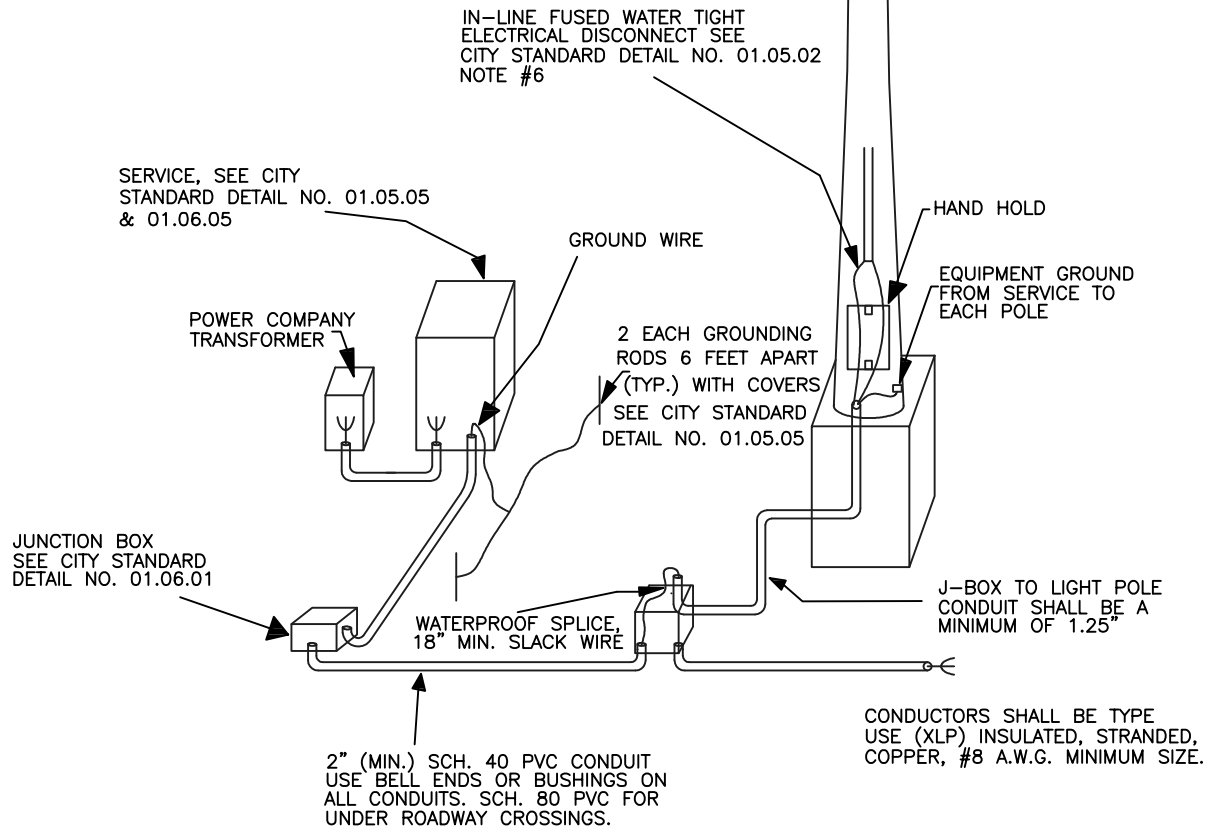 IN-LINE FUSED WATER TIGHT
ELECTRICAL DISCONNECT SEE
CITY STANDARD DETAIL NO. 01.05.02
NOTE #6
SERVICE, SEE CITY
STANDARD DETAIL NO. 01.05.05
& 01.06.05
GROUND WIRE
HAND HOLD
EQUIPMENT GROUND
FROM SERVICE TO
EACH POLE
POWER COMPANY
TRANSFORMER
2 EACH GROUNDING
RODS 6 FEET APART
(TYP.) WITH COVERS
SEE CITY STANDARD
DETAIL NO. 01.05.05
JUNCTION BOX
SEE CITY STANDARD
DETAIL NO. 01.06.01
WATERPROOF SPLICE,
18" MIN. SLACK WIRE
J-BOX TO LIGHT POLE
CONDUIT SHALL BE A
MINIMUM OF 1.25"
CONDUCTORS SHALL BE TYPE
USE (XLP) INSULATED, STRANDED,
COPPER, #8 A.W.G. MINIMUM SIZE.
2" (MIN.) SCH. 40 PVC CONDUIT
USE BELL ENDS OR BUSHINGS ON
ALL CONDUITS. SCH. 80 PVC FOR
UNDER ROADWAY CROSSINGS.